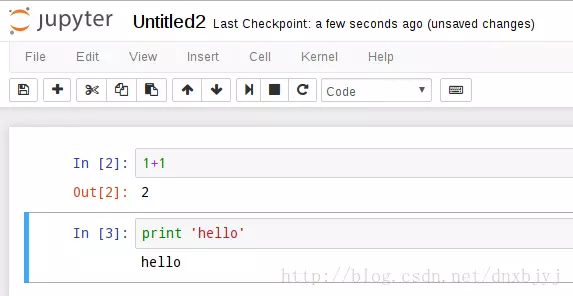 jupyter Untitled2 Last Checkpoint: a few seconds ago (unsaved changes)
File Edit View Insert Cell Kernel Help
Code
In [2]: 1+1
Out[2]: 2
In [3]: print 'hello'
hello
http://blog.csdn.net/dnxbjyj